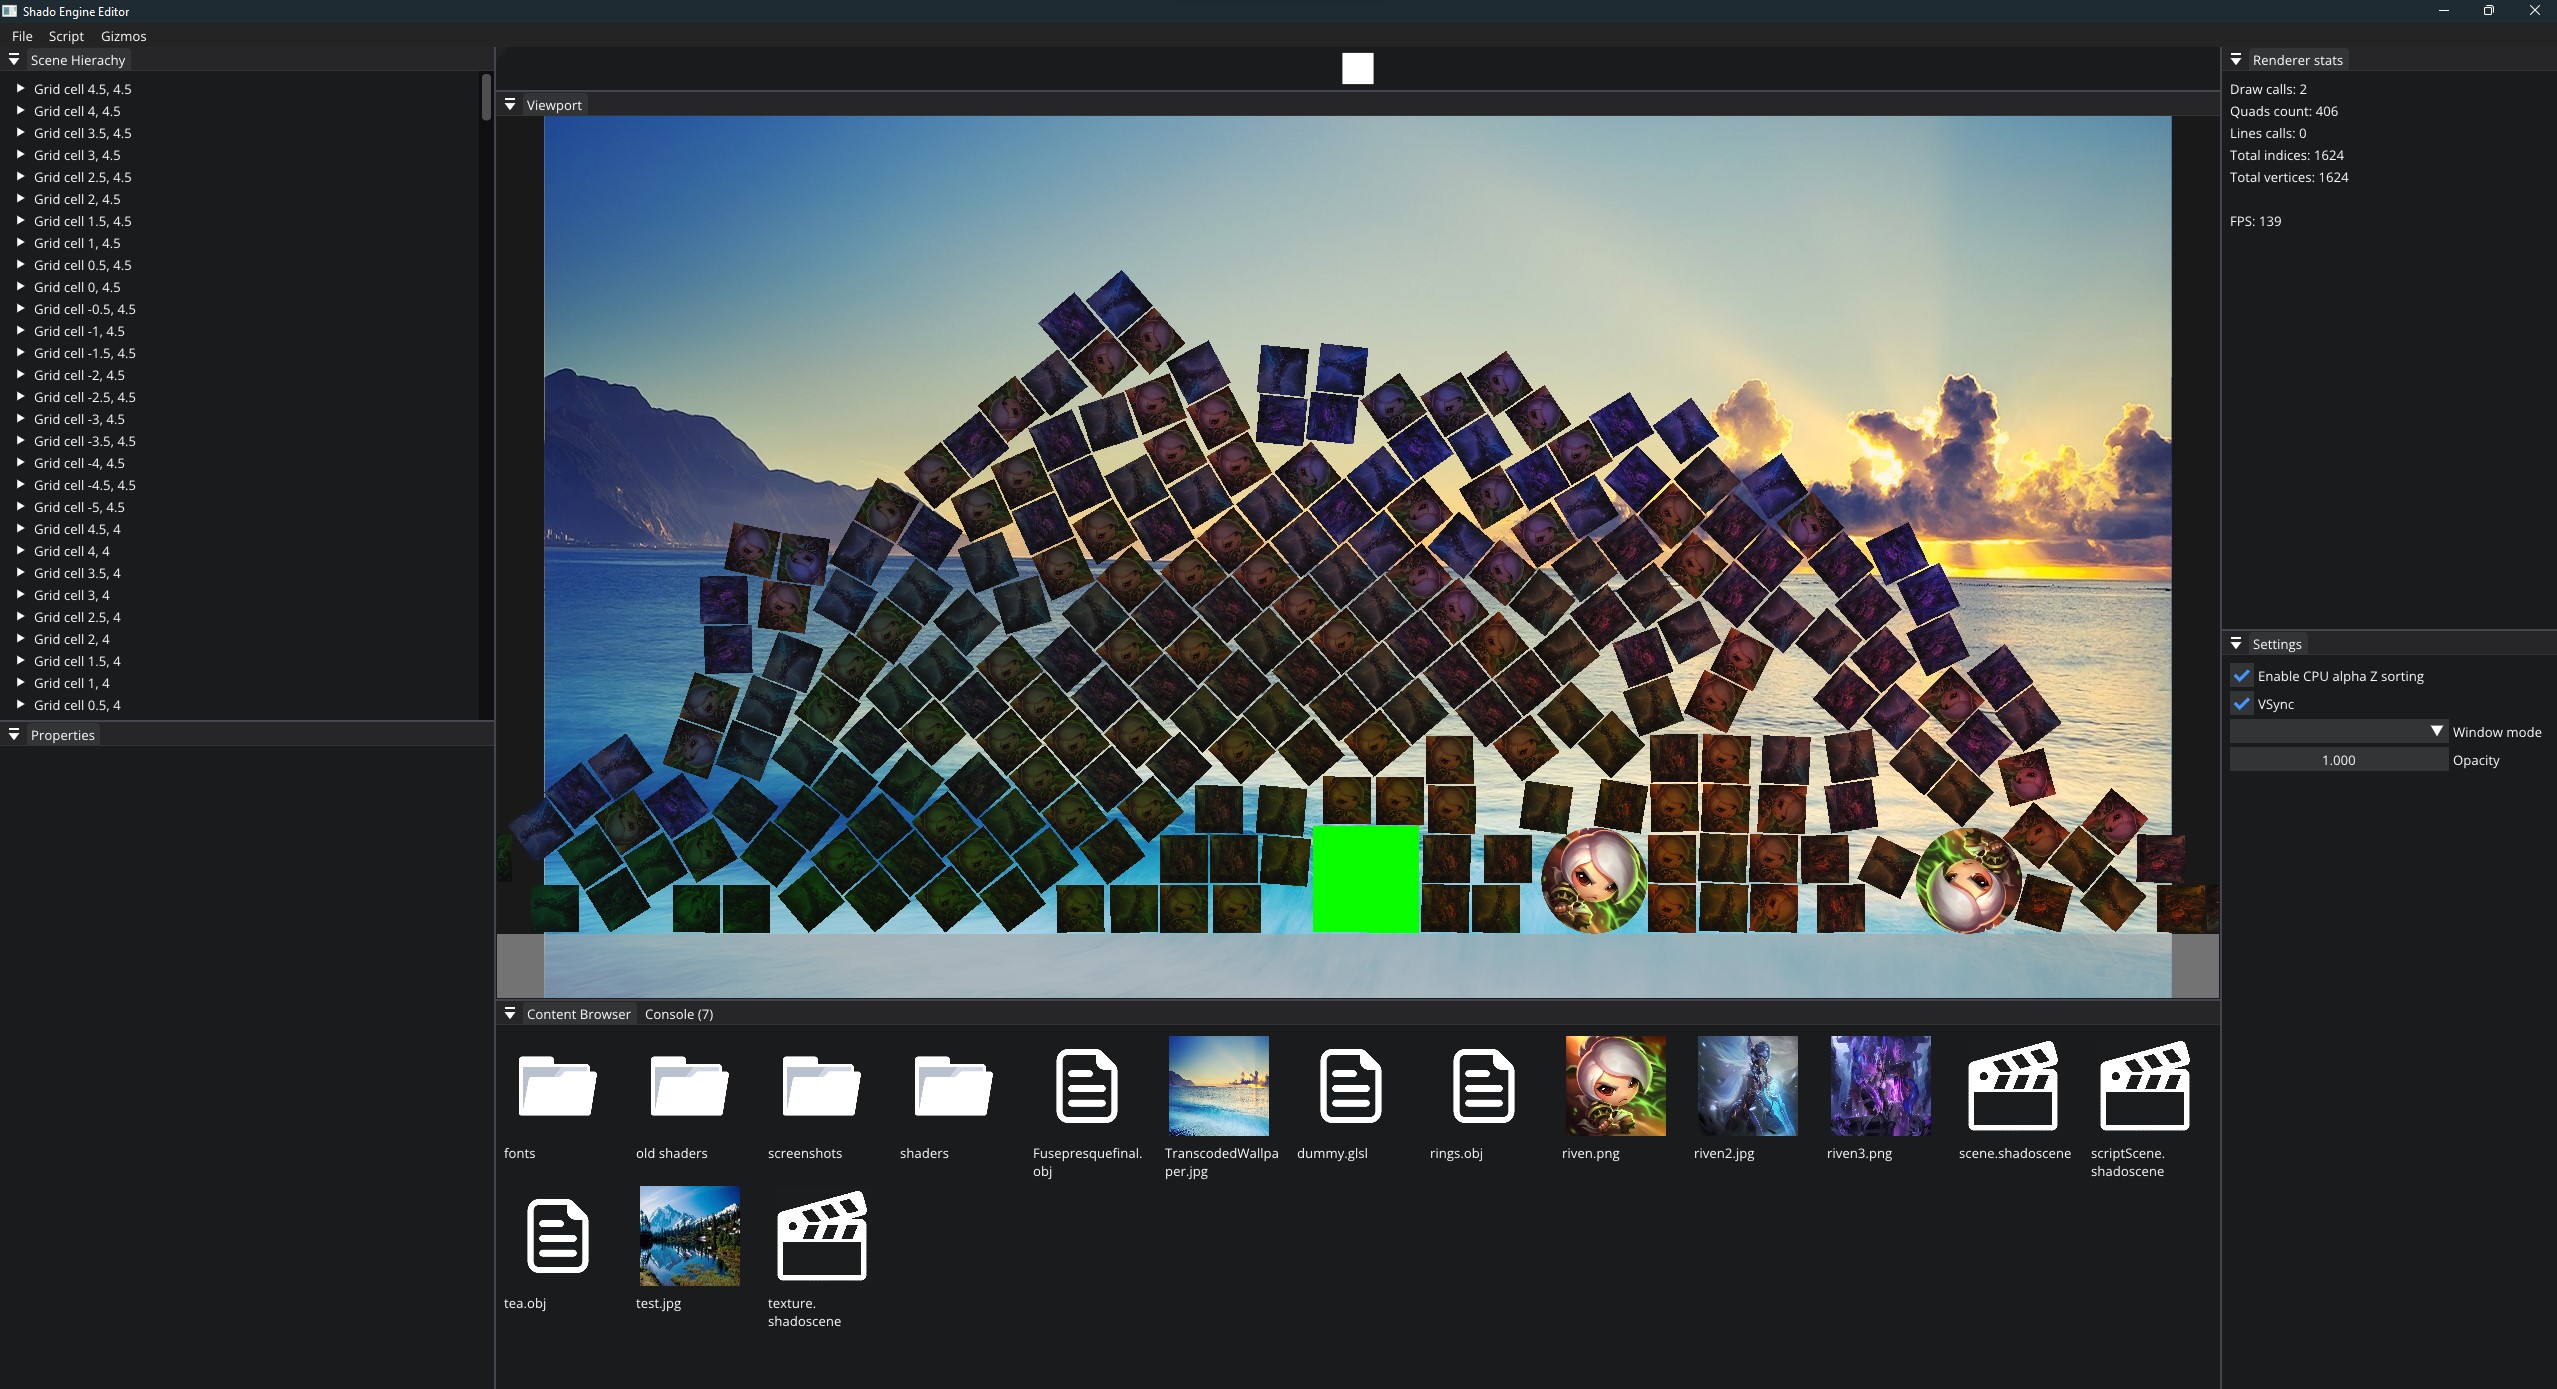 Shado Engine Editor
File Script Gizmos
Scene Hierachy
Grid cell 4.5, 4.5
Grid cell 4, 4.5
Grid cell 3.5, 4.5
Grid cell 3, 4.5
Grid cell 2.5, 4.5
Grid cell 2, 4.5
Grid cell 1.5, 4.5
Grid cell 1, 4.5
Grid cell 0.5, 4.5
Grid cell 0, 4.5
Grid cell -0.5, 4.5
Grid cell -1, 4.5
Grid cell -1.5, 4.5
Grid cell -2, 4.5
Grid cell -2.5, 4.5
Grid cell -3, 4.5
Grid cell -3.5, 4.5
Grid cell -4, 4.5
Grid cell -4.5, 4.5
Grid cell -5, 4.5
Grid cell 4.5, 4
Grid cell 4, 4
Grid cell 3.5, 4
Grid cell 3, 4
Grid cell 2.5, 4
Grid cell 2, 4
Grid cell 1.5, 4
Grid cell 1, 4
Grid cell 0.5, 4
Properties
Viewport
Content Browser Console (7)
fonts
old shaders
screenshots
shaders
Fusepresquefinal.
obj
TranscodedWallpa
per.jpg
dummy.glsl
rings.obj
riven.png
riven2.jpg
riven3.png
scene.shadoscene
scriptScene.
shadoscene
tea.obj
test.jpg
texture.
shadoscene
Renderer stats
Draw calls: 2
Quads count: 406
Lines calls: 0
Total indices: 1624
Total vertices: 1624
FPS: 139
Settings
Enable CPU alpha Z sorting
VSync
Window mode
1.000 Opacity